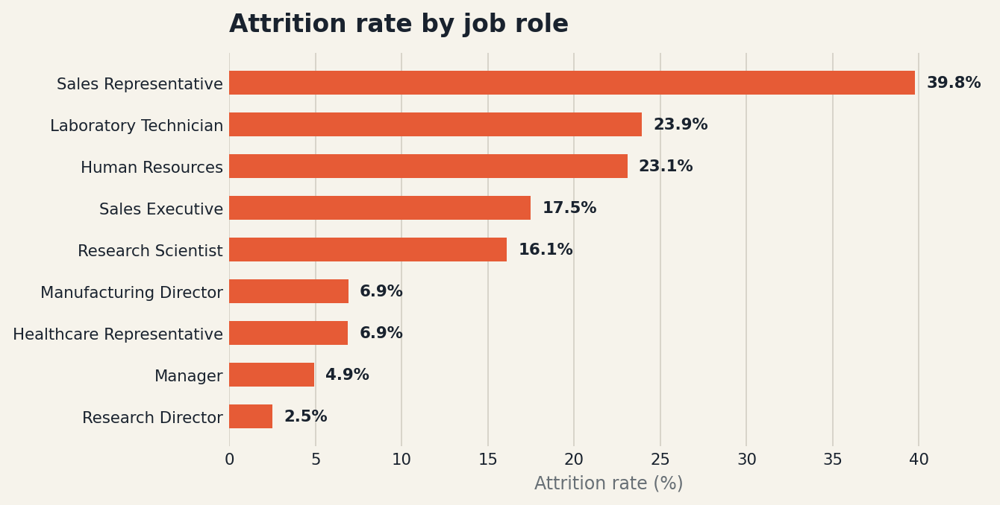 Attrition rate by job role
Sales Representative 39.8%
Laboratory Technician 23.9%
Human Resources 23.1%
Sales Executive 17.5%
Research Scientist 16.1%
Manufacturing Director 6.9%
Healthcare Representative 6.9%
Manager 4.9%
Research Director 2.5%
0 5 10 15 20 25 30 35 40
Attrition rate (%)